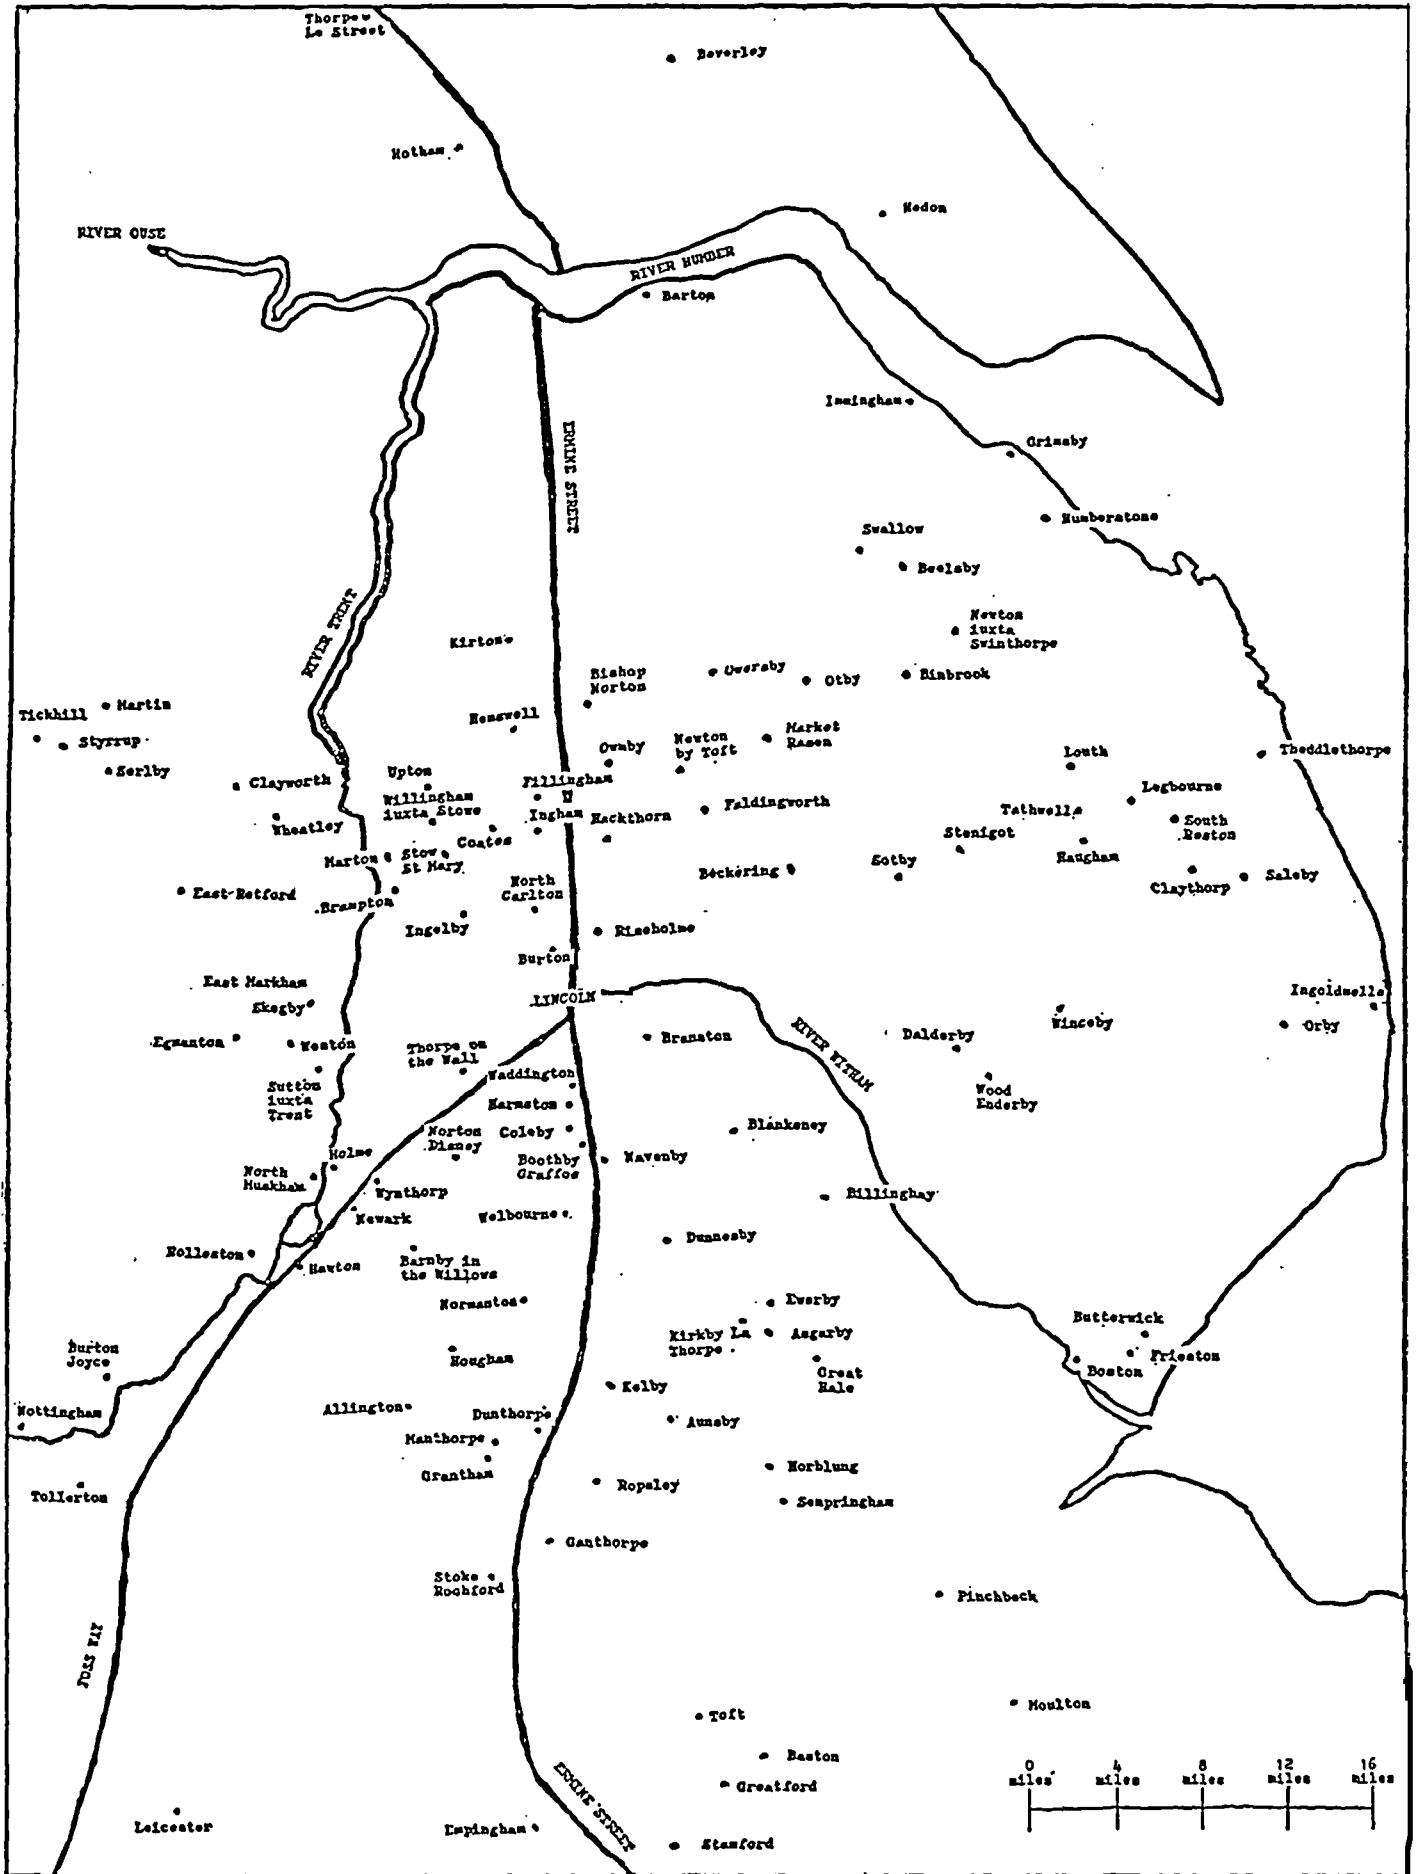 Thorpe
Le Street
Beverley
Hotham
Hedon
RIVER OUSE
RIVER HUMBER
Barton
Immingham
Grimsby
ERMINE STREET
Humberstone
Swallow
Beelsby
RIVER TRENT
Newton
iuxta
Swinthorpe
Kirton
Bishop
Norton
Owersby
Otby
Binbrook
Tickhill
Martin
Styrrup
Serlby
Hemswell
Ownby
Newton
by Toft
Market
Rasen
Louth
Theddlethorpe
Clayworth
Upton
Fillingham
Willingham
iuxta Stowe
Wheatley
Ingham
Hackthorn
Faldingworth
Legbourne
Tathwell
South
Reston
Coates
Stenigot
Marton
Stow
St Mary
Haugham
Beckering
Sotby
Claythorp
Saleby
East-Retford
Brampton
North
Carlton
Ingelby
Riseholme
Burton
East Markham
Skegby
LINCOLN
Ingoldmells
Orby
Winceby
Egmanton
Weston
Thorpe on
the Wall
Branston
RIVER WITHAM
Dalderby
Waddington
Sutton
iuxta
Trent
Harmston
Wood
Enderby
Norton
Disney
Coleby
Blankeney
Holme
Boothby
Graffoe
Navenby
North
Muskham
Wynthorp
Newark
Welbourne
Billinghay
Rolleston
Hawton
Barnby in
the Willows
Dunnesby
Normanton
Ewerby
Kirkby La
Thorpe
Asgarby
Butterwick
Frieston
Boston
Burton
Joyce
Hougham
Great
Hale
Kelby
Nottingham
Allington
Dunthorpe
Aunsby
Manthorpe
Grantham
Ropsley
Horblung
Sempringham
Tollerton
Ganthorpe
Stoke
Rochford
Pinchbeck
FOSS WAY
Toft
Moulton
Baston
Greatford
0
miles
4
miles
8
miles
12
miles
16
miles
ERMINE STREET
Leicester
Empingham
Stamford